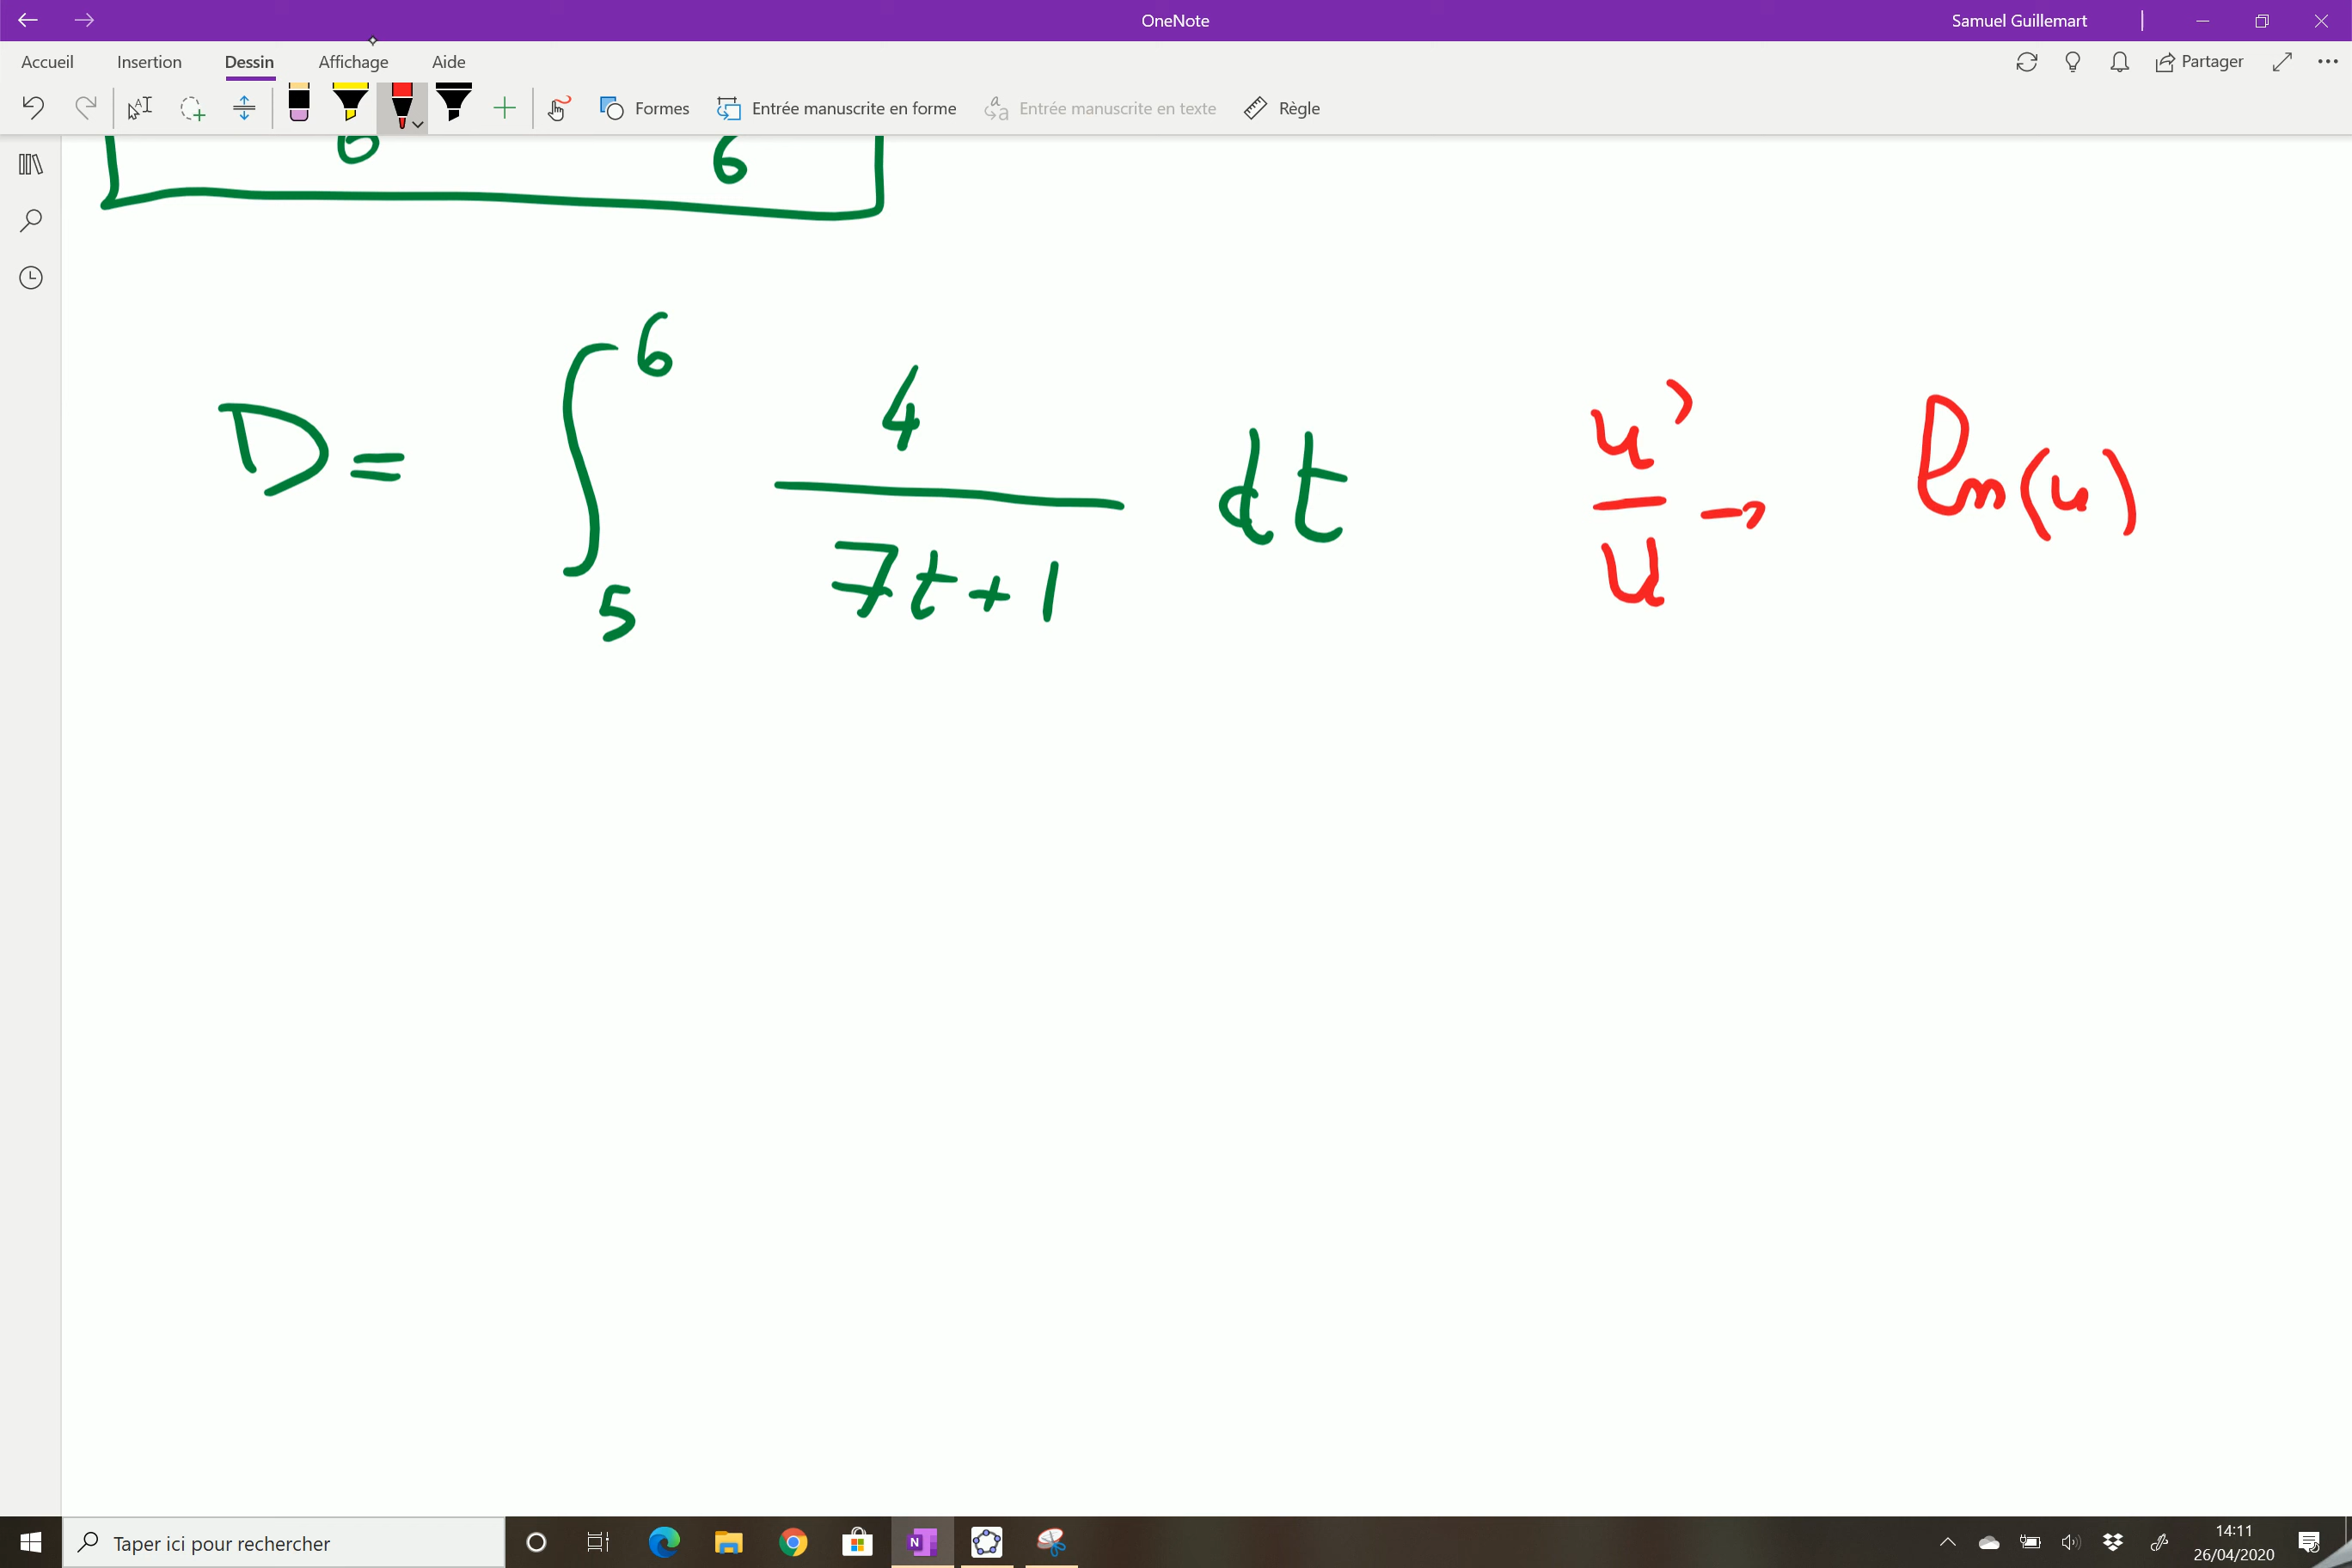 OneNote
Samuel Guillemart
Accueil Insertion Dessin Affichage Aide
Partager
Formes Entrée manuscrite en forme Entrée manuscrite en texte Règle
6
6
D = ∫
5
4
7t+1
dt
u'
u
→ ln(u)
Taper ici pour rechercher
14:11
26/04/2020